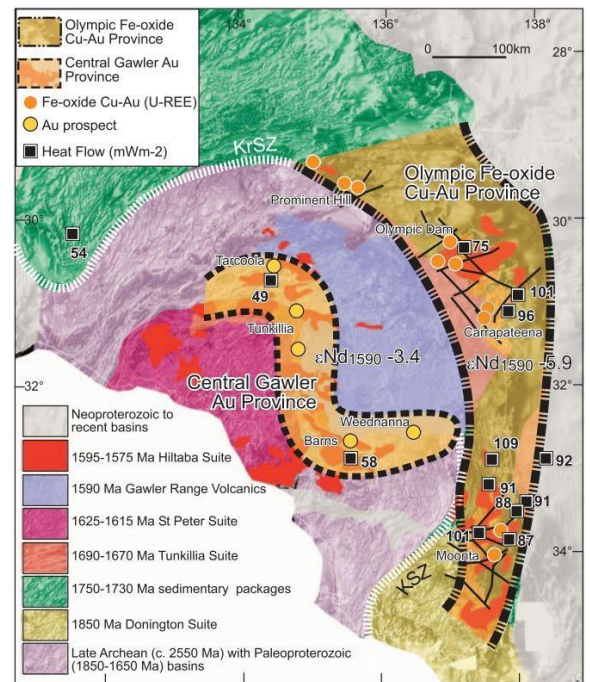 134°
136°
138°
Olympic Fe-oxide
Cu-Au Province
Central Gawler Au
Province
Fe-oxide Cu-Au (U-REE)
Au prospect
Heat Flow (mWm-2)
0 100km
28°
KrSZ
Olympic Fe-oxide
Cu-Au Province
Prominent Hill
30°
30°
54
Olympic Dam
75
Tarcoola
49
101
96
Carrapateena
Tunkillia
εNd1590 -3.4
εNd1590 -5.9
32°
32°
Central Gawler
Au Province
Weednanna
Barns
58
109
92
91
91
88
101
87
Moonta
34°
KSZ
Neoproterozoic to
recent basins
1595-1575 Ma Hiltaba Suite
1590 Ma Gawler Range Volcanics
1625-1615 Ma St Peter Suite
1690-1670 Ma Tunkillia Suite
1750-1730 Ma sedimentary packages
1850 Ma Donington Suite
Late Archean (c. 2550 Ma) with Paleoproterozoic
(1850-1650 Ma) basins